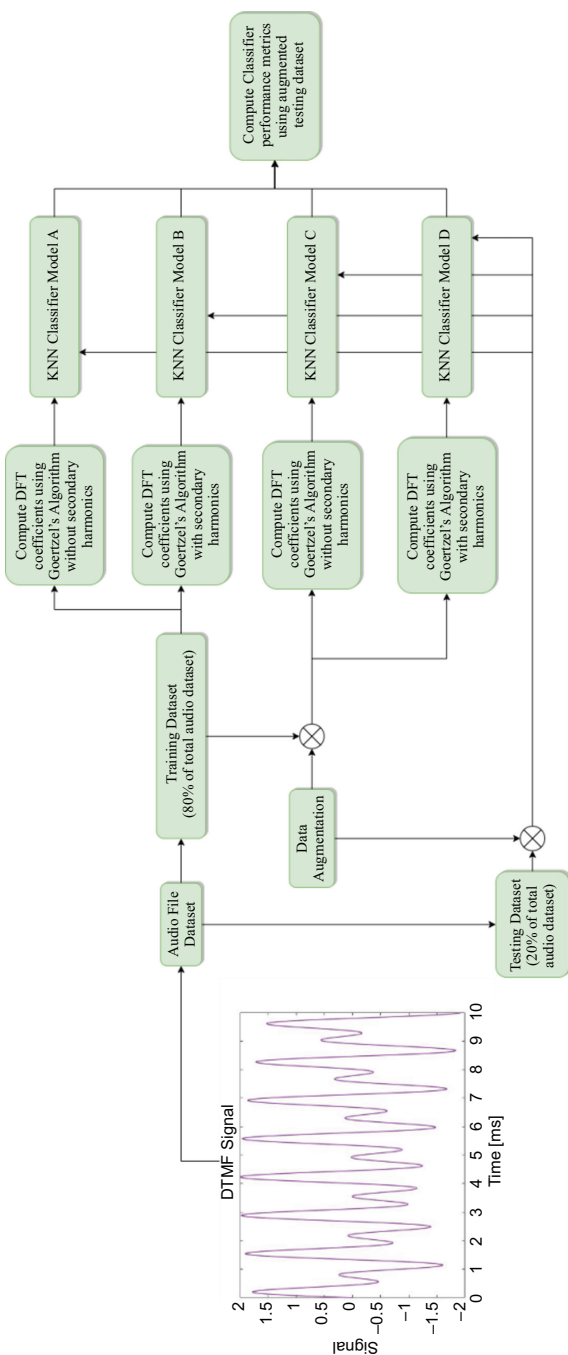 DTMF Signal
2
1.5
1
0.5
0
−0.5
−1
−1.5
−2
Signal
0 1 2 3 4 5 6 7 8 9 10
Time [ms]
Audio File
Dataset
Training Dataset
(80% of total audio dataset)
Data
Augmentation
Testing Dataset
(20% of total
audio dataset)
Compute DFT
coefficients using
Goertzel's Algorithm
without secondary
harmonics
Compute DFT
coefficients using
Goertzel's Algorithm
with secondary
harmonics
Compute DFT
coefficients using
Goertzel's Algorithm
without secondary
harmonics
Compute DFT
coefficients using
Goertzel's Algorithm
with secondary
harmonics
KNN Classifier Model A
KNN Classifier Model B
KNN Classifier Model C
KNN Classifier Model D
Compute Classifier
performance metrics
using augmented
testing dataset